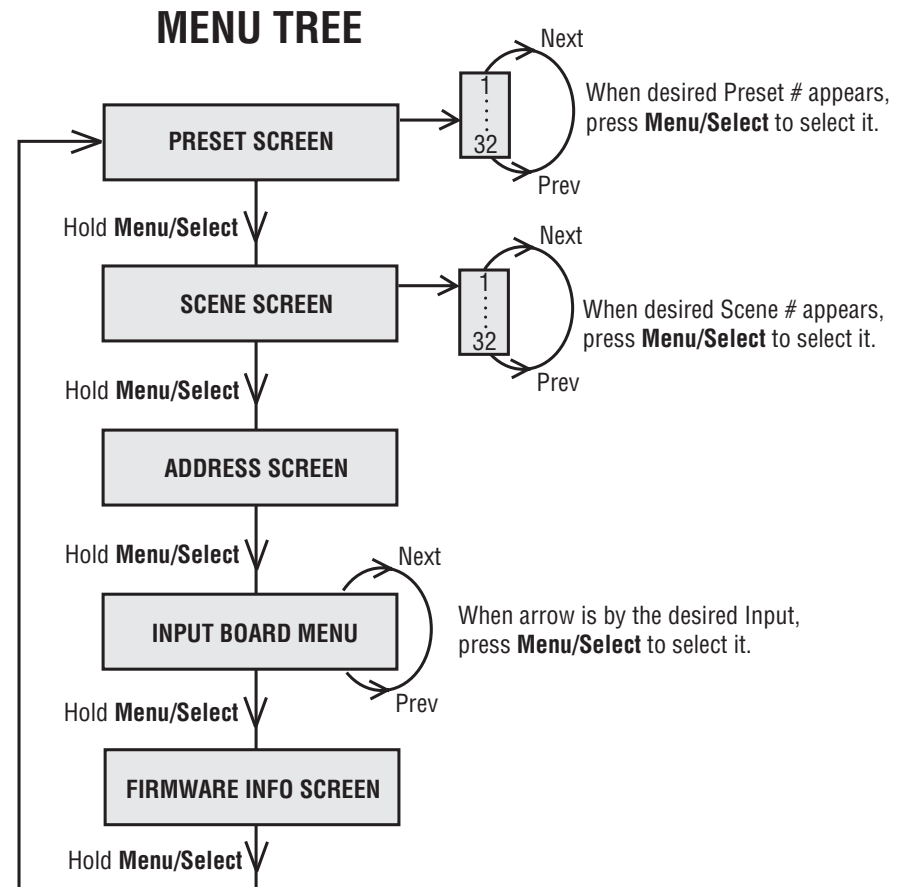 MENU TREE
Next
1
32
Prev
When desired Preset # appears,
press Menu/Select to select it.
PRESET SCREEN
Hold Menu/Select
Next
1
32
Prev
When desired Scene # appears,
press Menu/Select to select it.
SCENE SCREEN
Hold Menu/Select
ADDRESS SCREEN
Hold Menu/Select
Next
INPUT BOARD MENU
When arrow is by the desired Input,
press Menu/Select to select it.
Prev
Hold Menu/Select
FIRMWARE INFO SCREEN
Hold Menu/Select